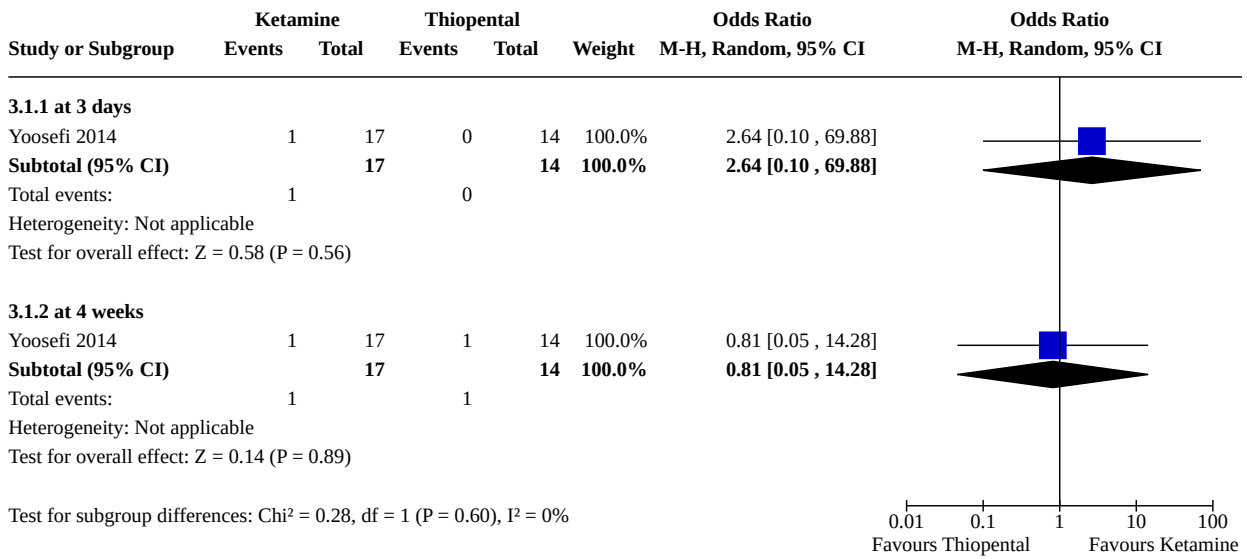 Ketamine Thiopental Odds Ratio Odds Ratio
Study or Subgroup Events Total Events Total Weight M-H, Random, 95% CI M-H, Random, 95% CI
3.1.1 at 3 days
Yoosefi 2014 1 17 0 14 100.0% 2.64 [0.10 , 69.88]
Subtotal (95% CI) 17 14 100.0% 2.64 [0.10 , 69.88]
Total events: 1 0
Heterogeneity: Not applicable
Test for overall effect: Z = 0.58 (P = 0.56)
3.1.2 at 4 weeks
Yoosefi 2014 1 17 1 14 100.0% 0.81 [0.05 , 14.28]
Subtotal (95% CI) 17 14 100.0% 0.81 [0.05 , 14.28]
Total events: 1 1
Heterogeneity: Not applicable
Test for overall effect: Z = 0.14 (P = 0.89)
Test for subgroup differences: Chi² = 0.28, df = 1 (P = 0.60), I² = 0%
0.01 0.1 1 10 100
Favours Thiopental Favours Ketamine